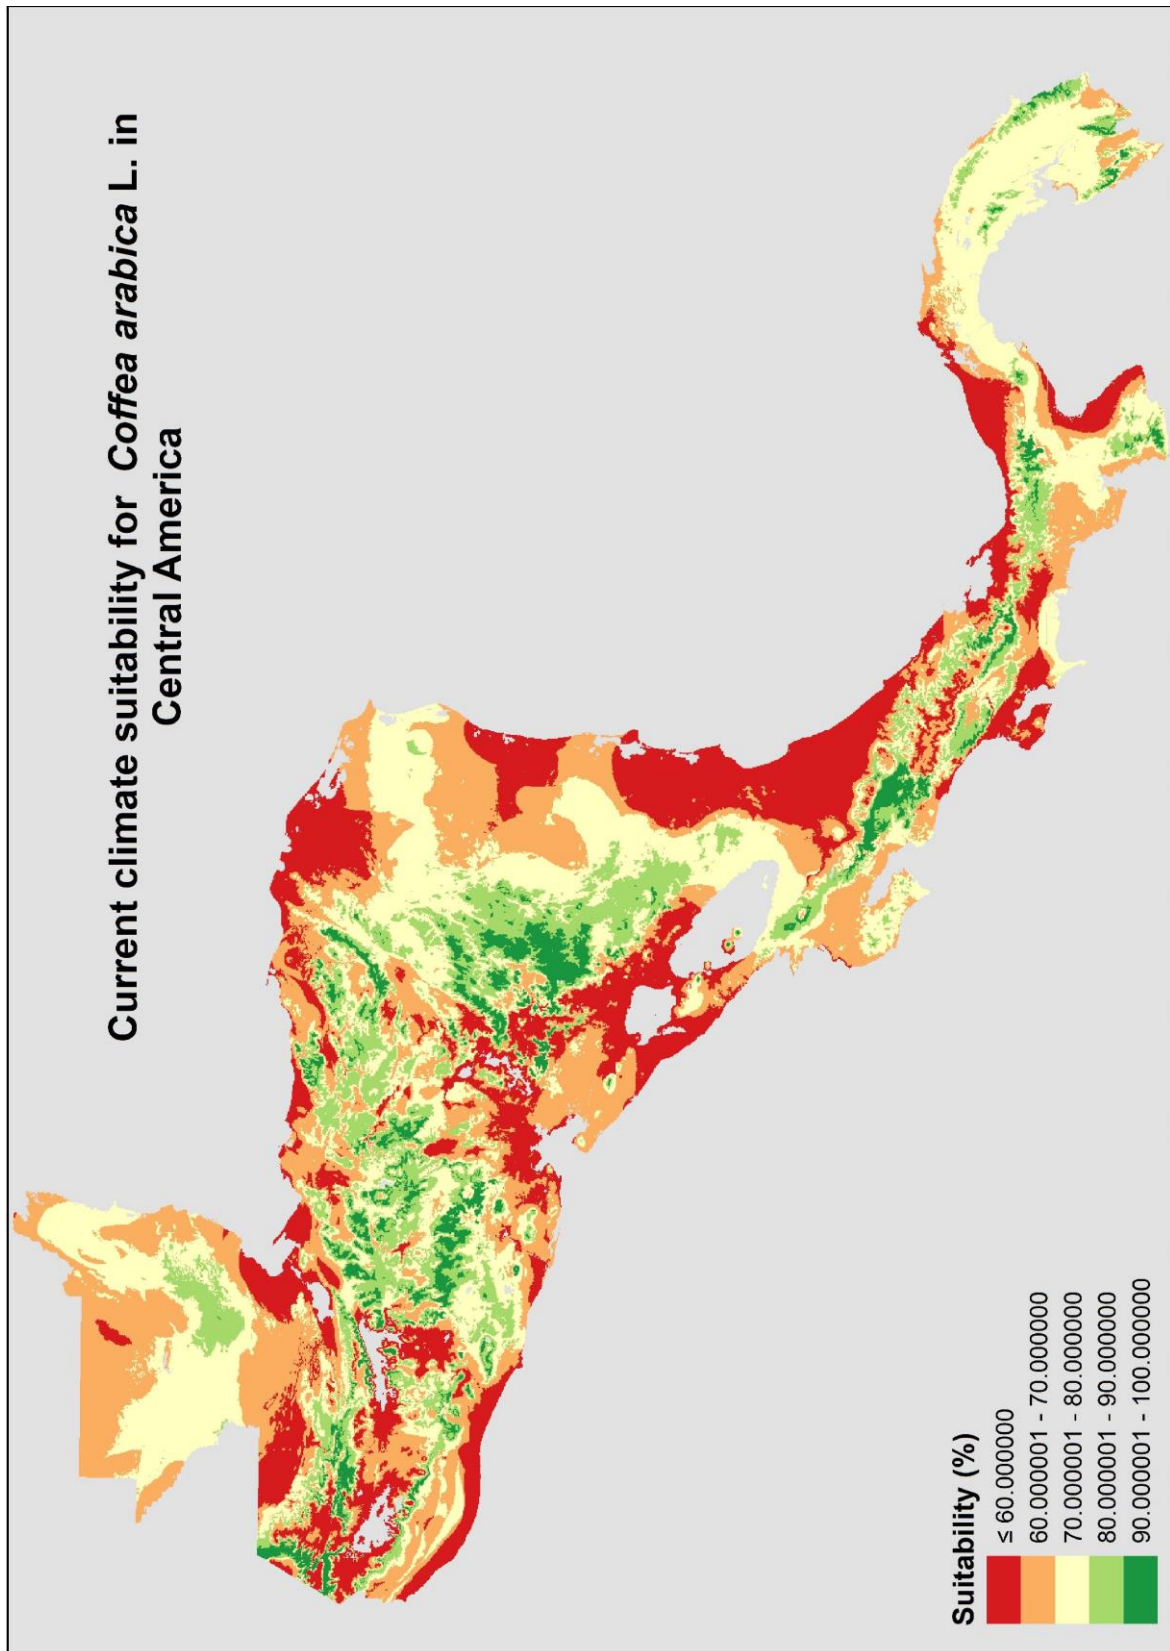 Current climate suitability for Coffea arabica L. in
Central America
Suitability (%)
≤ 60.000000
60.000001 - 70.000000
70.000001 - 80.000000
80.000001 - 90.000000
90.000001 - 100.000000